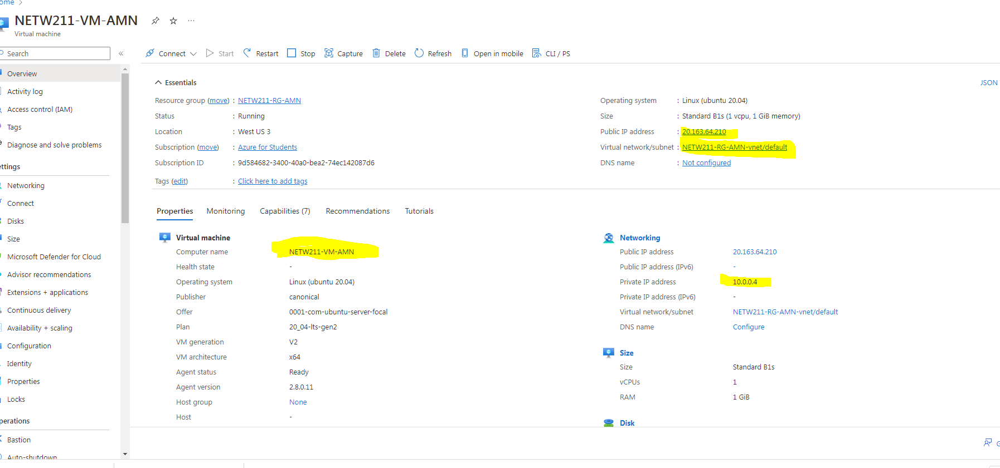 ome >
NETW211-VM-AMN
Virtual machine
Search
Connect
Start
Restart
Stop
Capture
Delete
Refresh
Open in mobile
CLI / PS
Overview
Activity log
Access control (IAM)
Tags
Diagnose and solve problems
ettings
Networking
Connect
Disks
Size
Microsoft Defender for Cloud
Advisor recommendations
Extensions + applications
Continuous delivery
Availability + scaling
Configuration
Identity
Properties
Locks
perations
Bastion
Auto-shutdown
Essentials
JSON
Resource group (move) : NETW211-RG-AMN
Status : Running
Location : West US 3
Subscription (move) : Azure for Students
Subscription ID : 9d584682-3400-40a0-bea2-74ec142087d6
Tags (edit) : Click here to add tags
Operating system : Linux (ubuntu 20.04)
Size : Standard B1s (1 vcpu, 1 GiB memory)
Public IP address : 20.163.64.210
Virtual network/subnet : NETW211-RG-AMN-vnet/default
DNS name : Not configured
Properties
Monitoring
Capabilities (7)
Recommendations
Tutorials
Virtual machine
Computer name NETW211-VM-AMN
Health state -
Operating system Linux (ubuntu 20.04)
Publisher canonical
Offer 0001-com-ubuntu-server-focal
Plan 20_04-lts-gen2
VM generation V2
VM architecture x64
Agent status Ready
Agent version 2.8.0.11
Host group None
Host -
Networking
Public IP address 20.163.64.210
Public IP address (IPv6) -
Private IP address 10.0.0.4
Private IP address (IPv6) -
Virtual network/subnet NETW211-RG-AMN-vnet/default
DNS name Configure
Size
Size Standard B1s
vCPUs 1
RAM 1 GiB
Disk